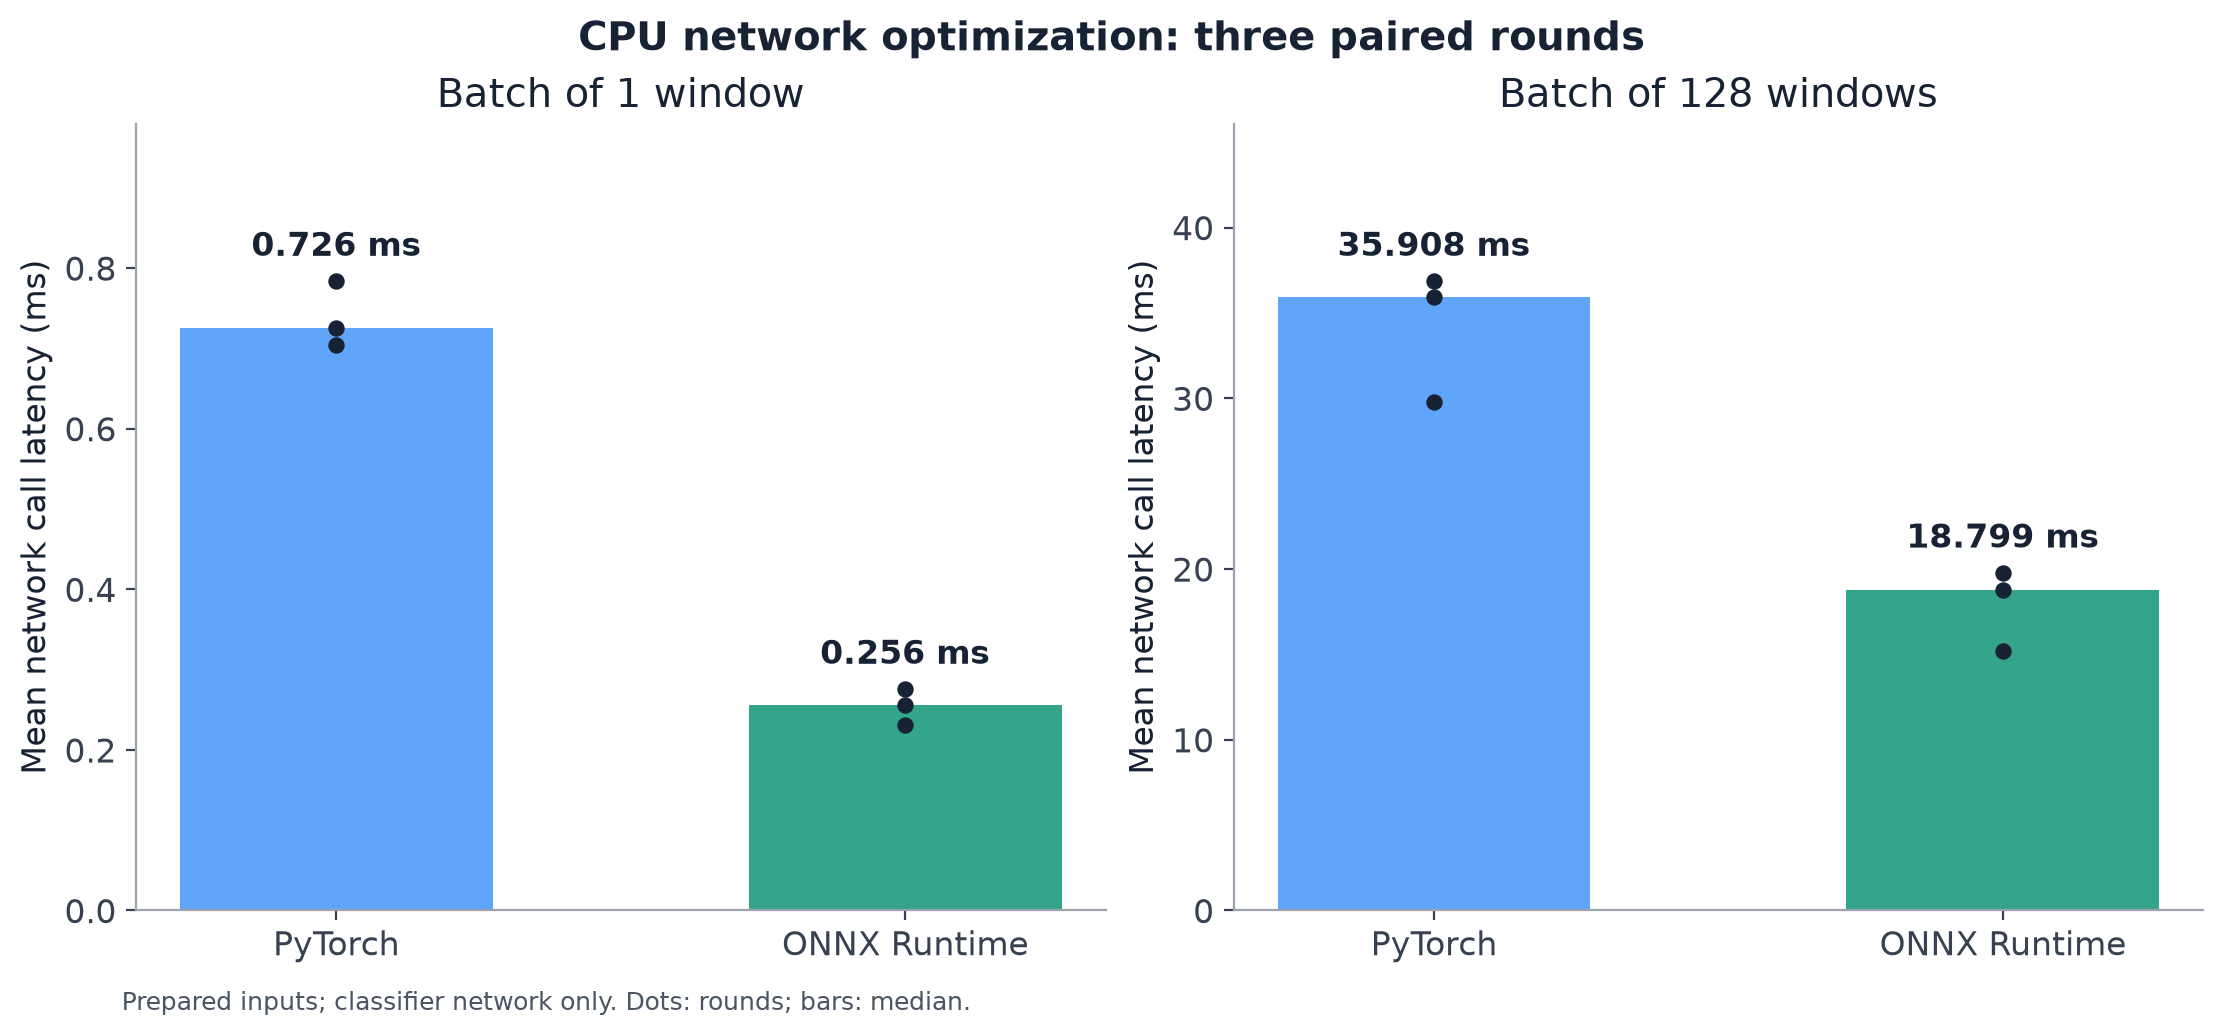 CPU network optimization: three paired rounds
Batch of 1 window
Mean network call latency (ms)
0.8
0.6
0.4
0.2
0.0
0.726 ms
0.256 ms
PyTorch
ONNX Runtime
Batch of 128 windows
Mean network call latency (ms)
40
30
20
10
0
35.908 ms
18.799 ms
PyTorch
ONNX Runtime
Prepared inputs; classifier network only. Dots: rounds; bars: median.